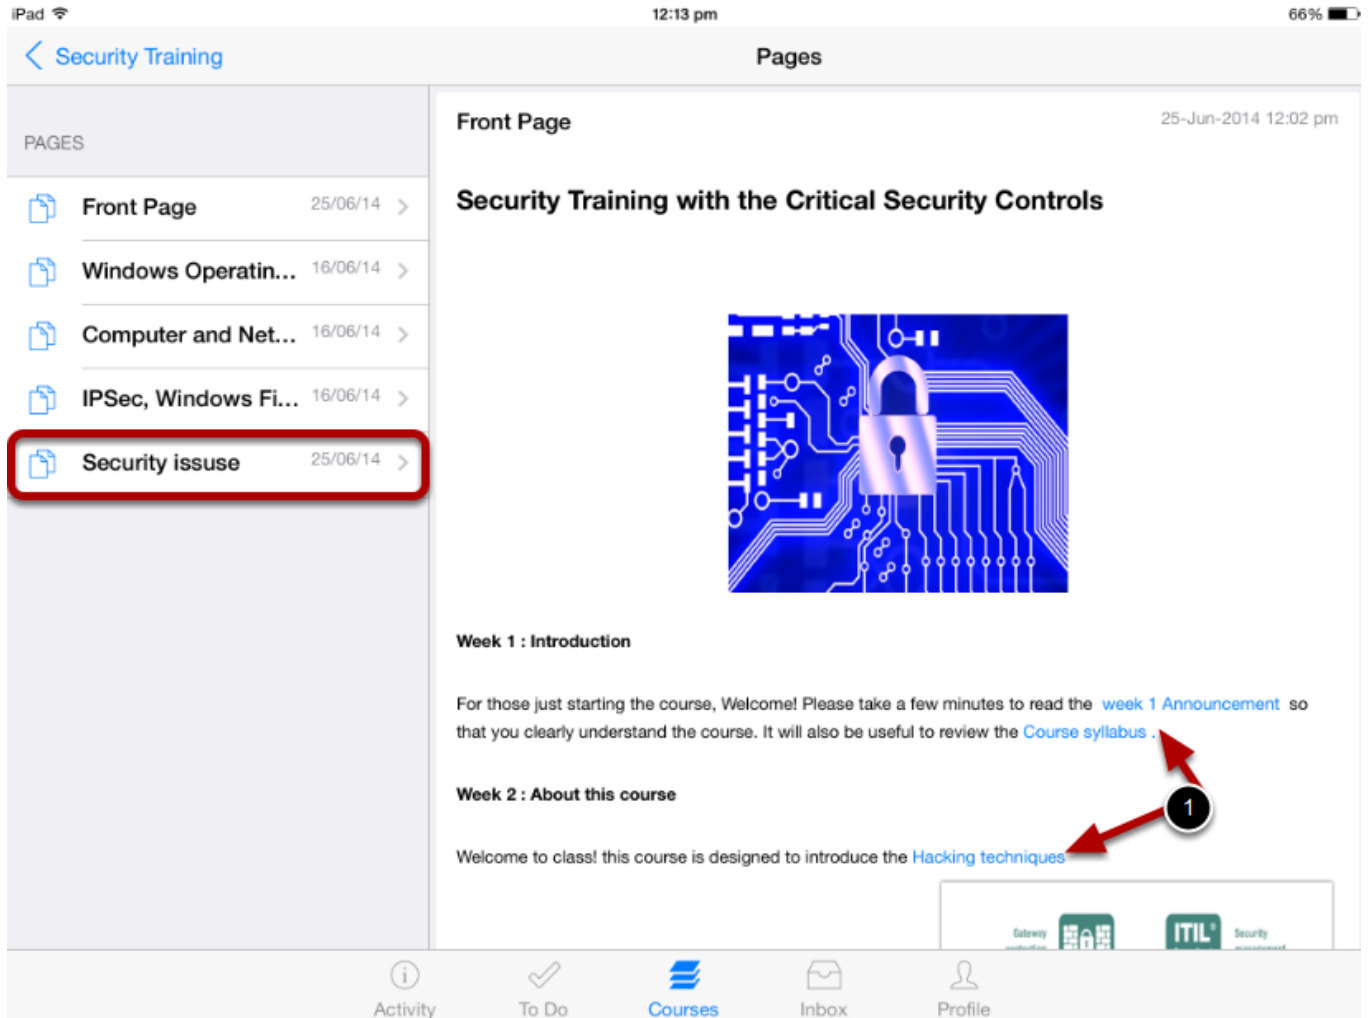 iPad
12:13 pm
66%
Security Training
Pages
PAGES
Front Page 25/06/14
Windows Operatin... 16/06/14
Computer and Net... 16/06/14
IPSec, Windows Fi... 16/06/14
Security issuse 25/06/14
Front Page
25-Jun-2014 12:02 pm
Security Training with the Critical Security Controls
Week 1 : Introduction
For those just starting the course, Welcome! Please take a few minutes to read the week 1 Announcement so
that you clearly understand the course. It will also be useful to review the Course syllabus .
1
Week 2 : About this course
Welcome to class! this course is designed to introduce the Hacking techniques
Gateway
ITIL®
Security
Activity
To Do
Courses
Inbox
Profile